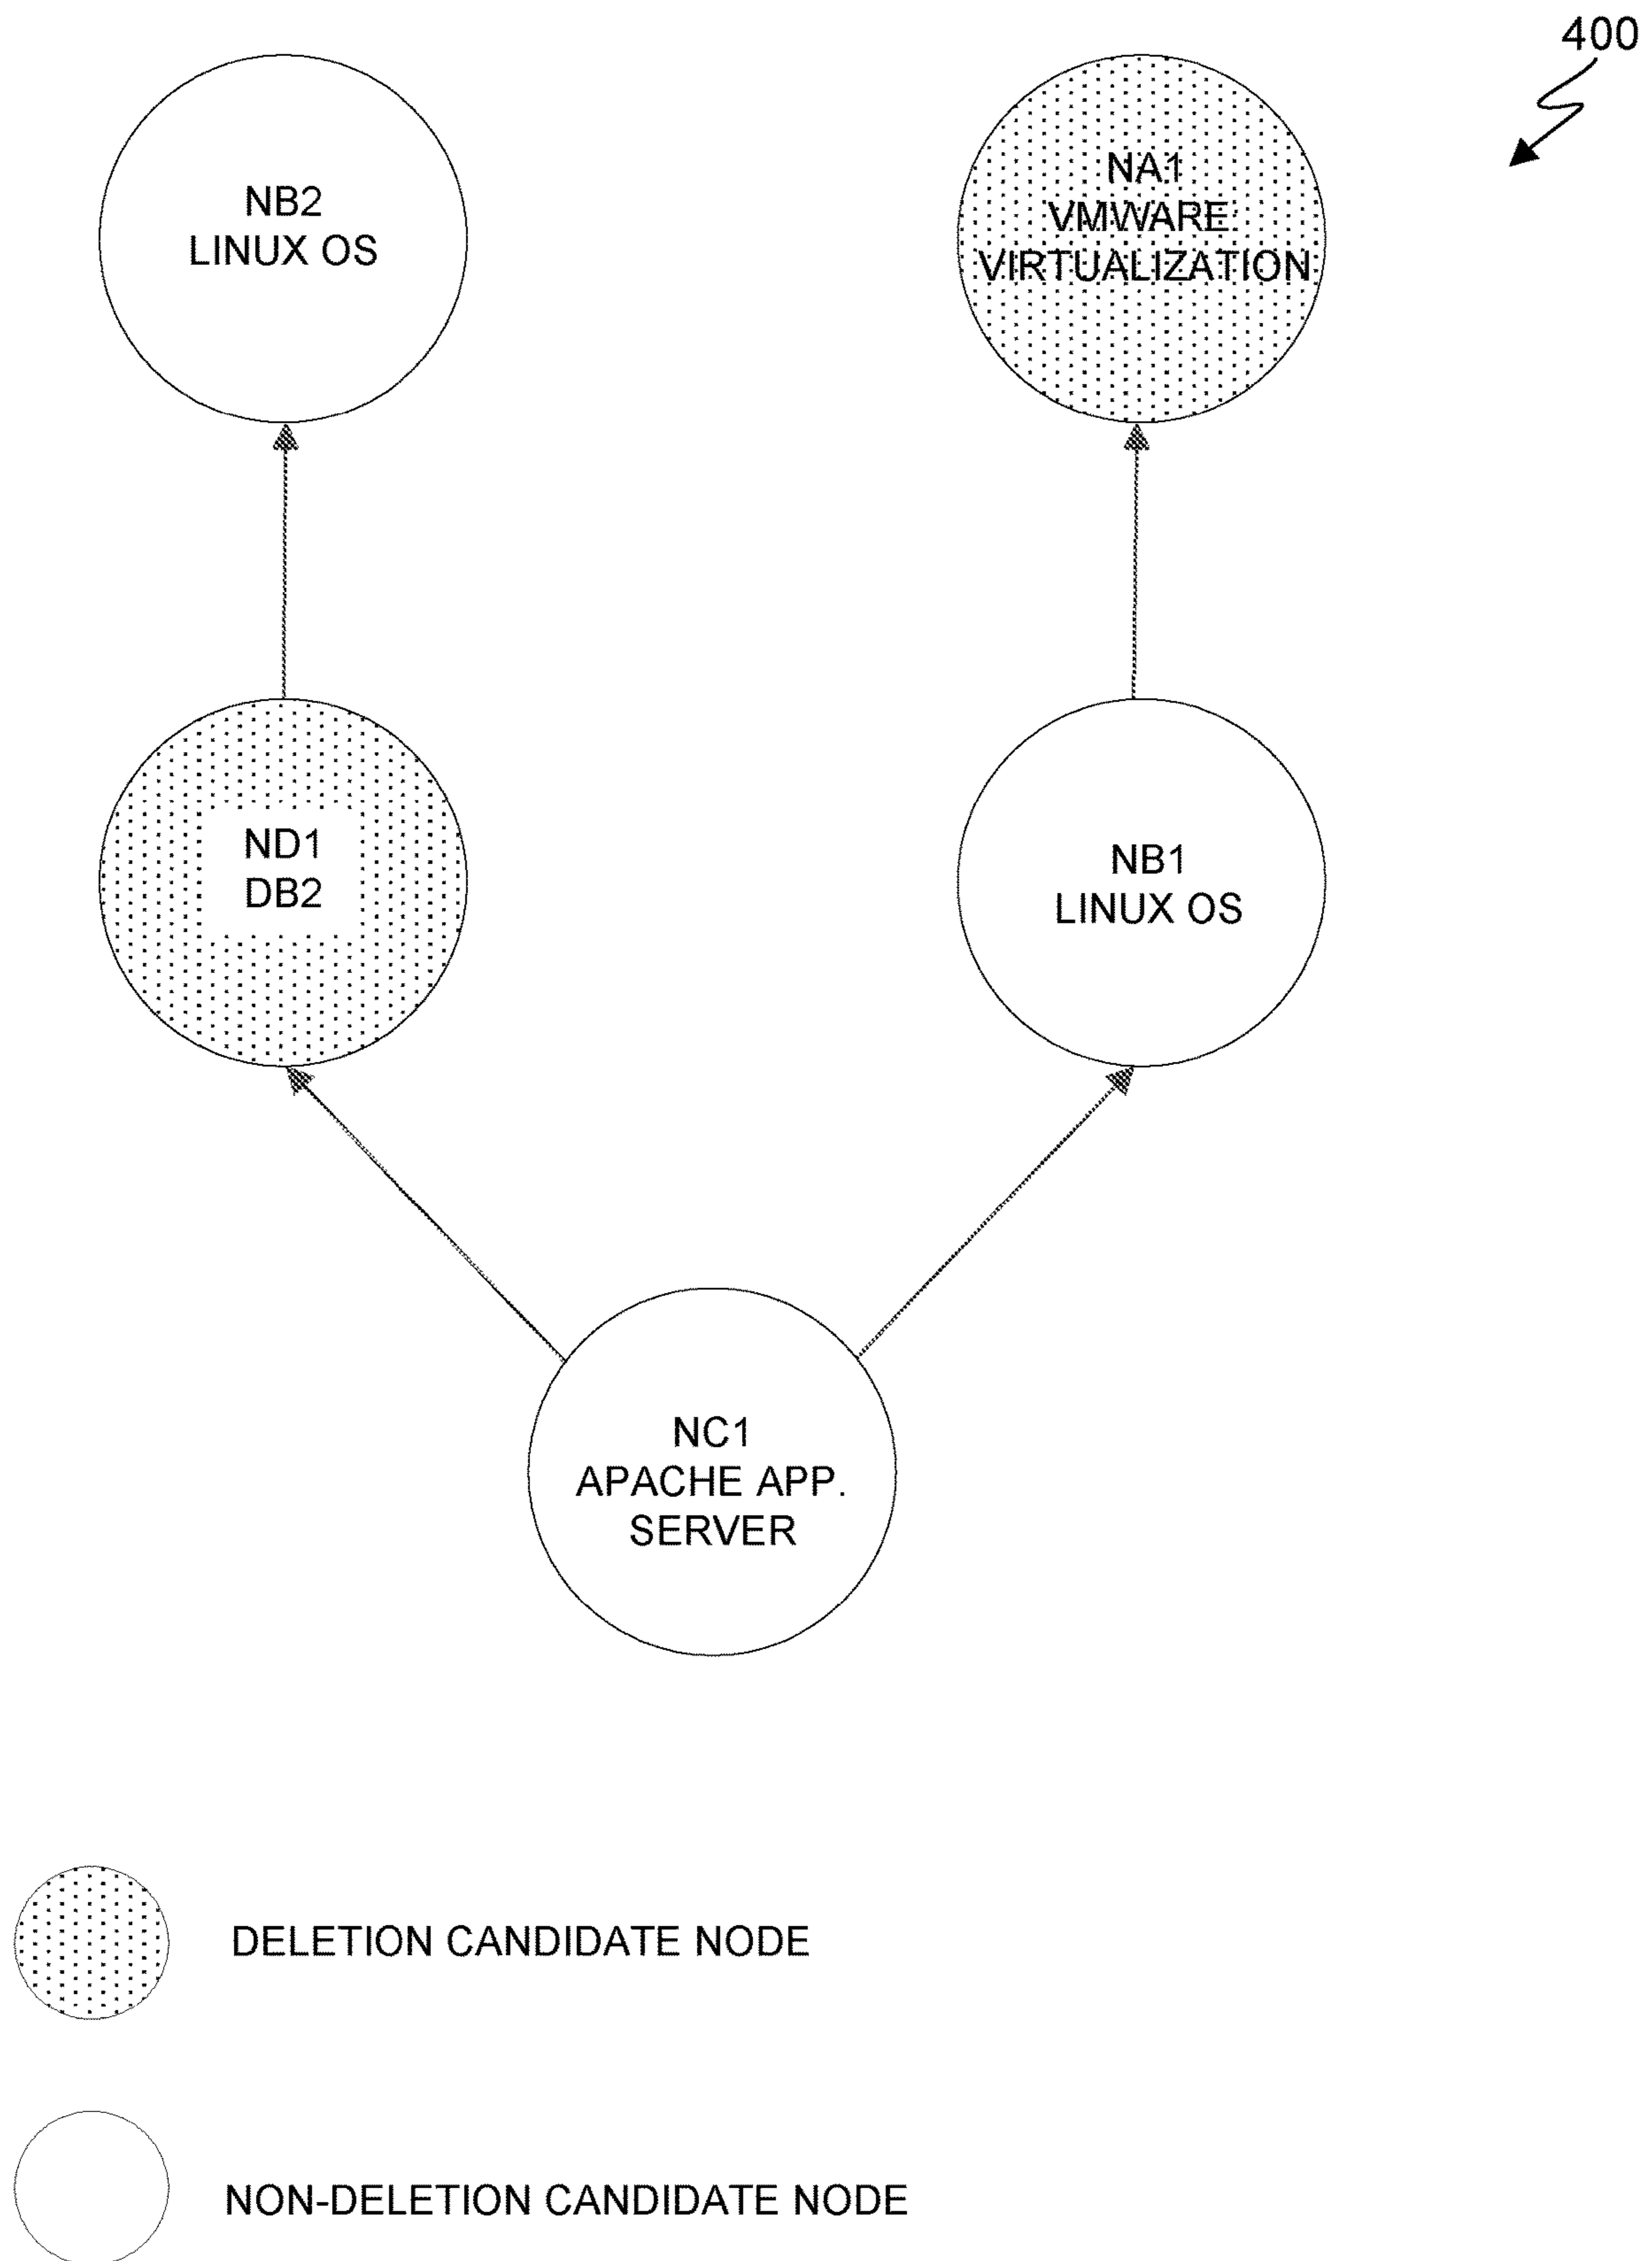 400
NB2
LINUX OS
NA1
VMWARE
VIRTUALIZATION
ND1
DB2
NB1
LINUX OS
NC1
APACHE APP.
SERVER
DELETION CANDIDATE NODE
NON-DELETION CANDIDATE NODE